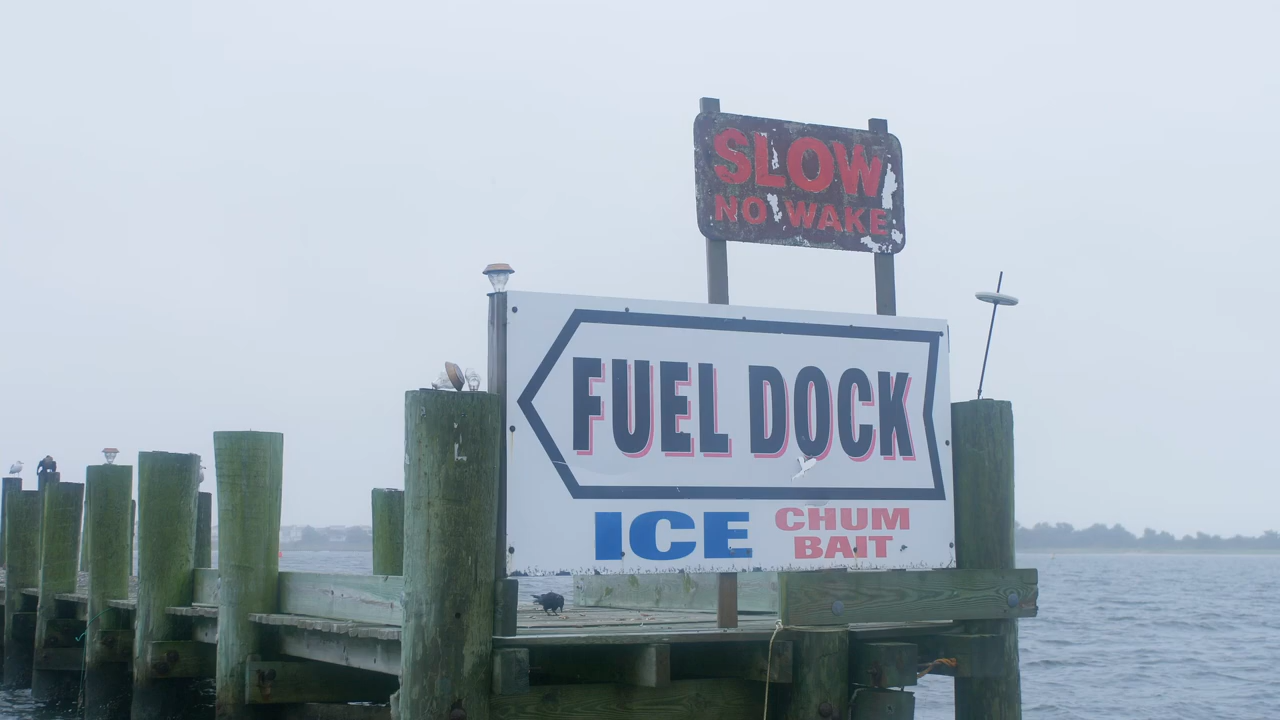 SLOW
NO WAKE
FUEL DOCK
ICE
CHUM
BAIT